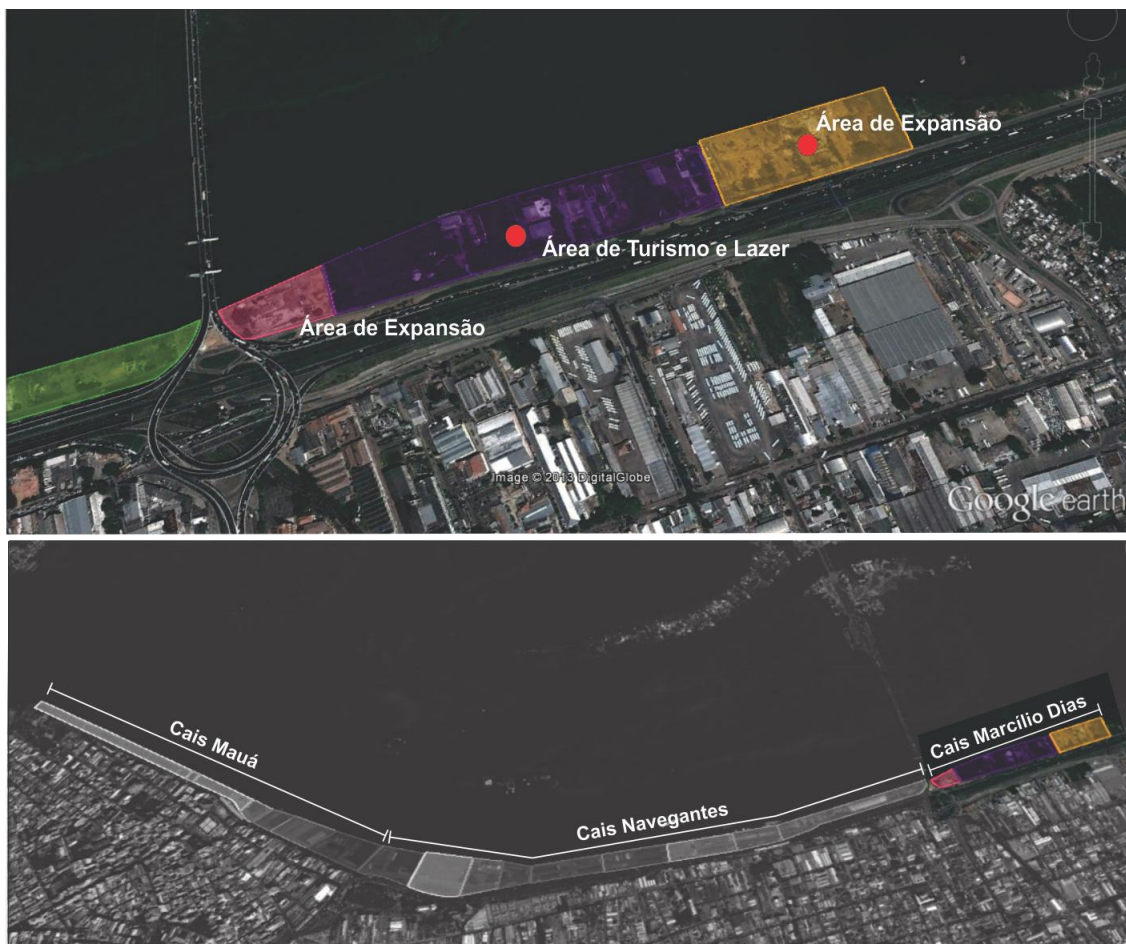 Área de Expansão
Área de Turismo e Lazer
Área de Expansão
Image © 2013 DigitalGlobe
Google earth
Cais Marcílio Dias
Cais Mauá
Cais Navegantes